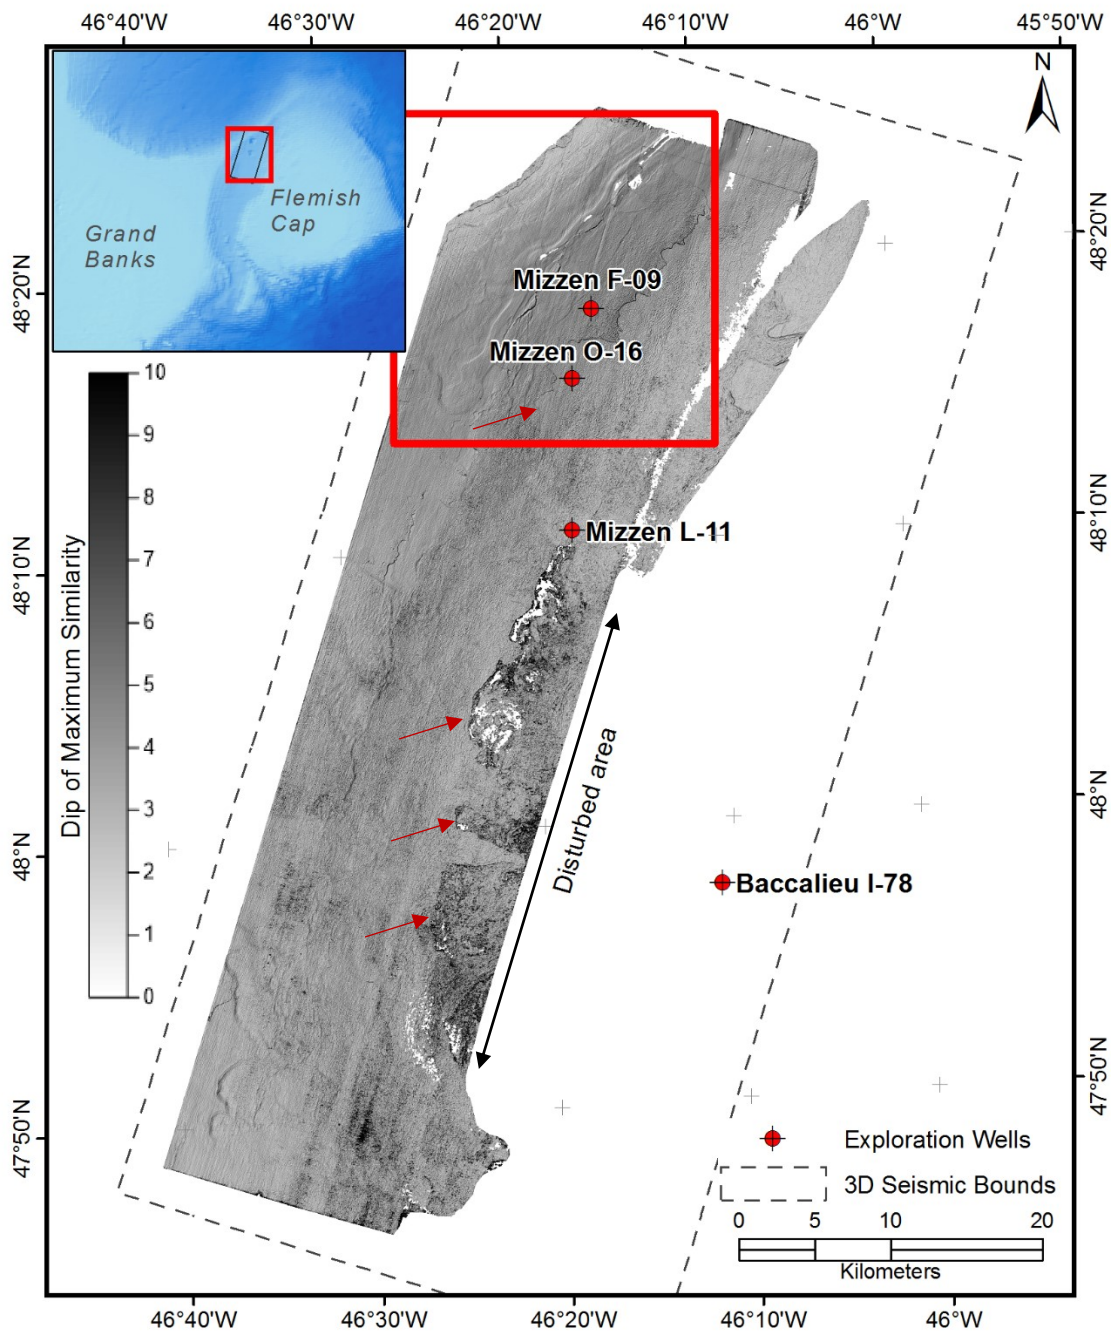 46°40'W 46°20'W 46°10'W 46°W 45°50'W
N
Flemish
Cap
Grand
Banks
48°20'N
48°20'N
Mizzen F-09
Mizzen O-16
10
9
8
7
6
5
4
3
2
1
0
Dip of Maximum Similarity
Mizzen L-11
48°10'N
48°10'N
Disturbed area
48°N
48°N
Baccalieu I-78
47°50'N
47°50'N
Exploration Wells
3D Seismic Bounds
0 5 10 20
Kilometers
46°40'W 46°30'W 46°20'W 46°10'W 46°W